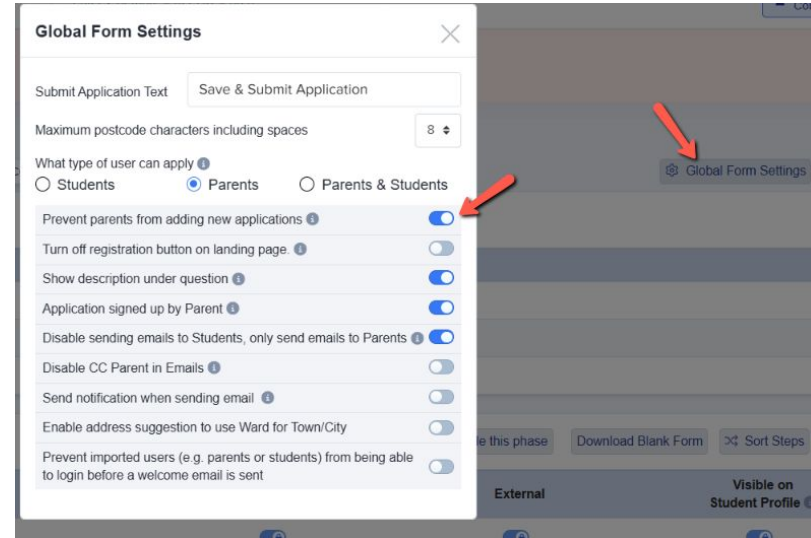 Global Form Settings
Submit Application Text Save & Submit Application
Maximum postcode characters including spaces 8
What type of user can apply
Students Parents Parents & Students
Prevent parents from adding new applications
Turn off registration button on landing page.
Show description under question
Application signed up by Parent
Disable sending emails to Students, only send emails to Parents
Disable CC Parent in Emails
Send notification when sending email
Enable address suggestion to use Ward for Town/City
Prevent imported users (e.g. parents or students) from being able
to login before a welcome email is sent
Global Form Settings
this phase Download Blank Form Sort Steps
External Visible on
Student Profile